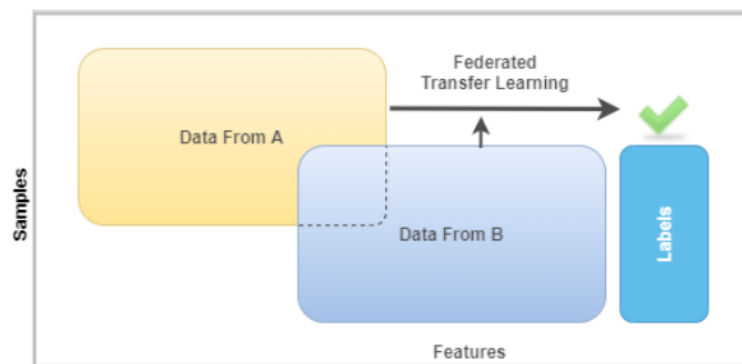 Federated
Transfer Learning
Data From A
Samples
Data From B
Labels
Features